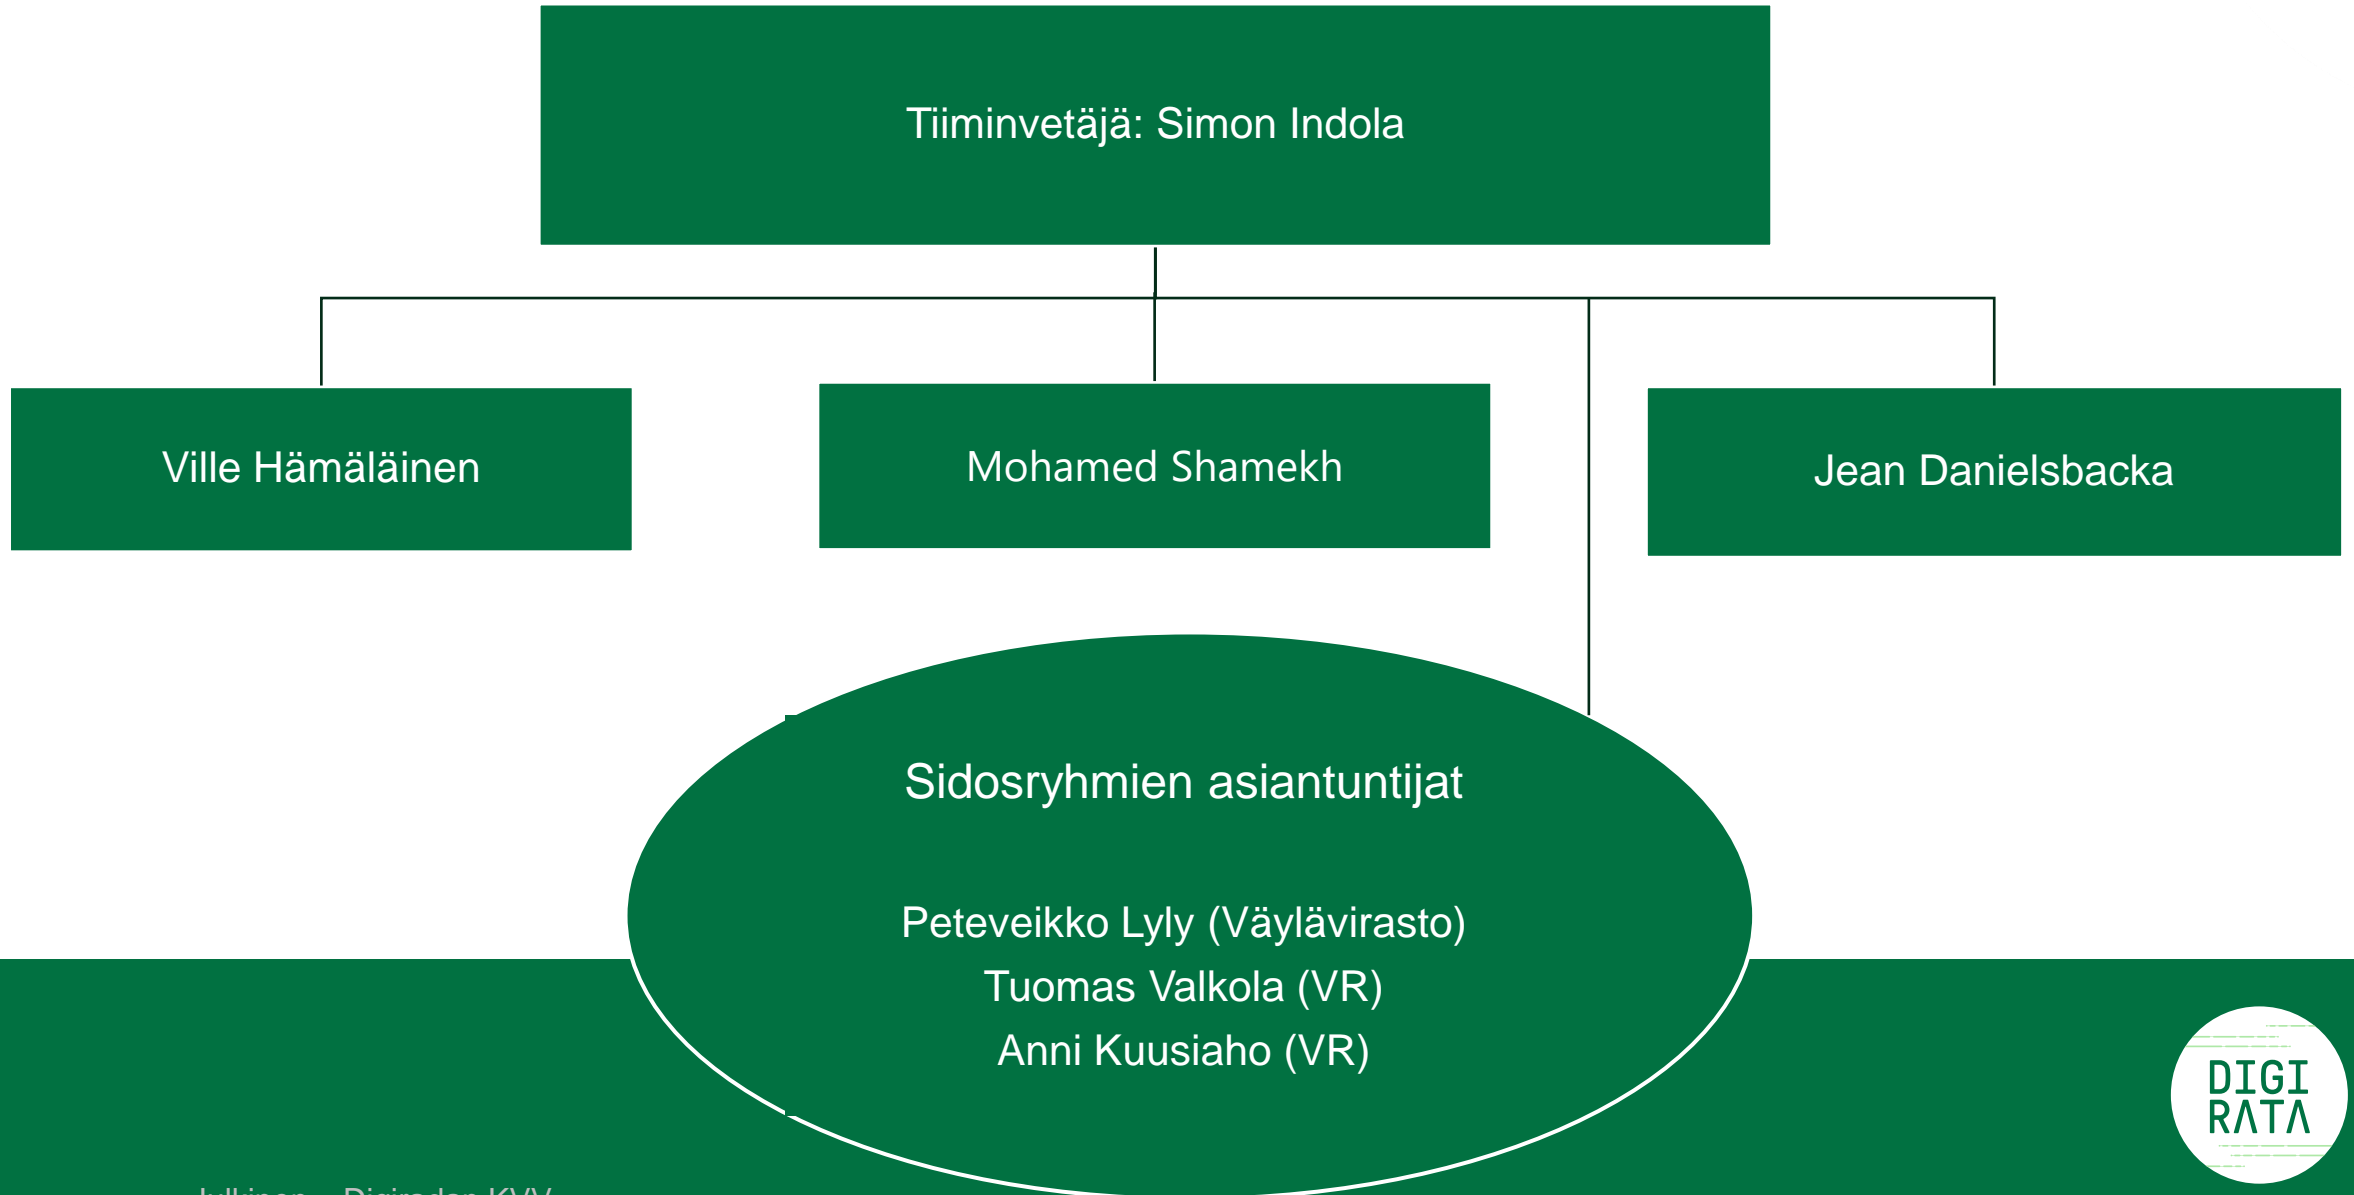 Tiiminvetäjä: Simon Indola
Ville Hämäläinen
Mohamed Shamekh
Jean Danielsbacka
Sidosryhmien asiantuntijat
Peteveikko Lyly (Väylävirasto)
Tuomas Valkola (VR)
Anni Kuusiaho (VR)
DIGI
RATA